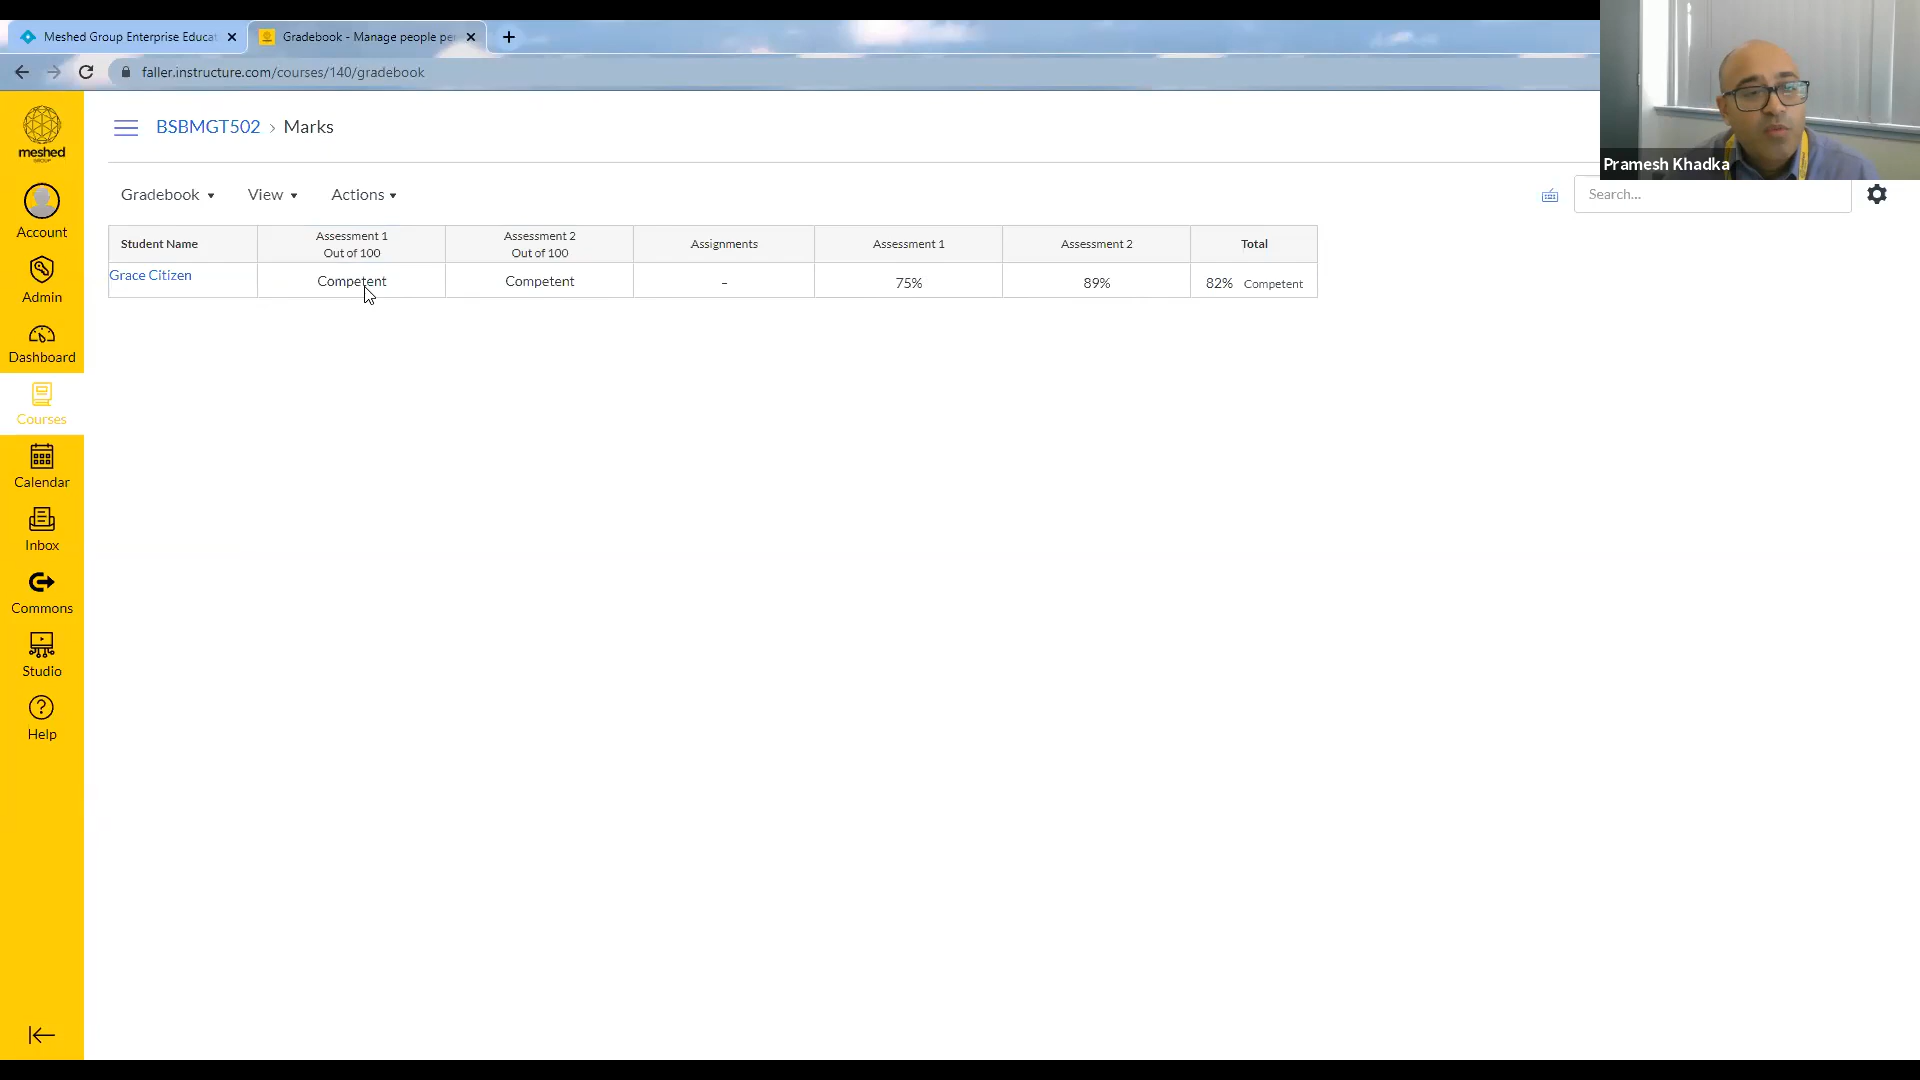 Meshed Group Enterprise Educat
Gradebook - Manage people pe
faller.instructure.com/courses/140/gradebook
Pramesh Khadka
meshed
GROUP
BSBMGT502 › Marks
Gradebook
View
Actions
Search...
Student Name
Assessment 1
Out of 100
Assessment 2
Out of 100
Assignments
Assessment 1
Assessment 2
Total
Grace Citizen
Competent
Competent
–
75%
89%
82% Competent
Account
Admin
Dashboard
Courses
Calendar
Inbox
Commons
Studio
Help